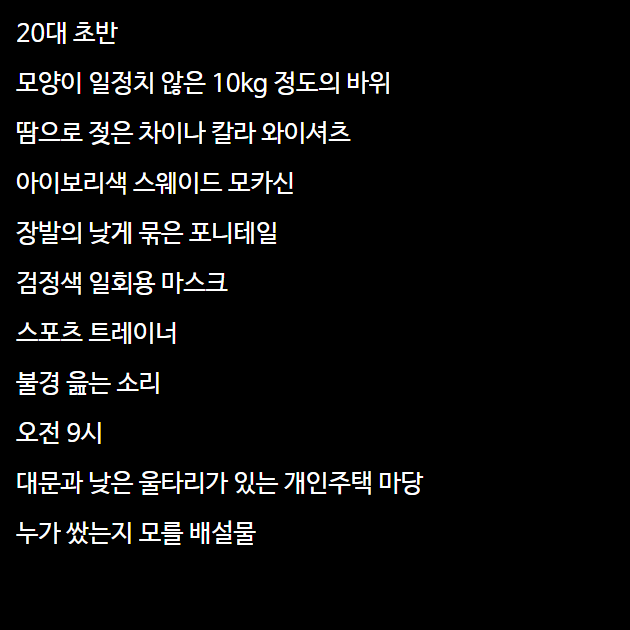 20대 초반
모양이 일정치 않은 10kg 정도의 바위
땀으로 젖은 차이나 칼라 와이셔츠
아이보리색 스웨이드 모카신
장발의 낮게 묶은 포니테일
검정색 일회용 마스크
스포츠 트레이너
불경 읊는 소리
오전 9시
대문과 낮은 울타리가 있는 개인주택 마당
누가 쌌는지 모를 배설물